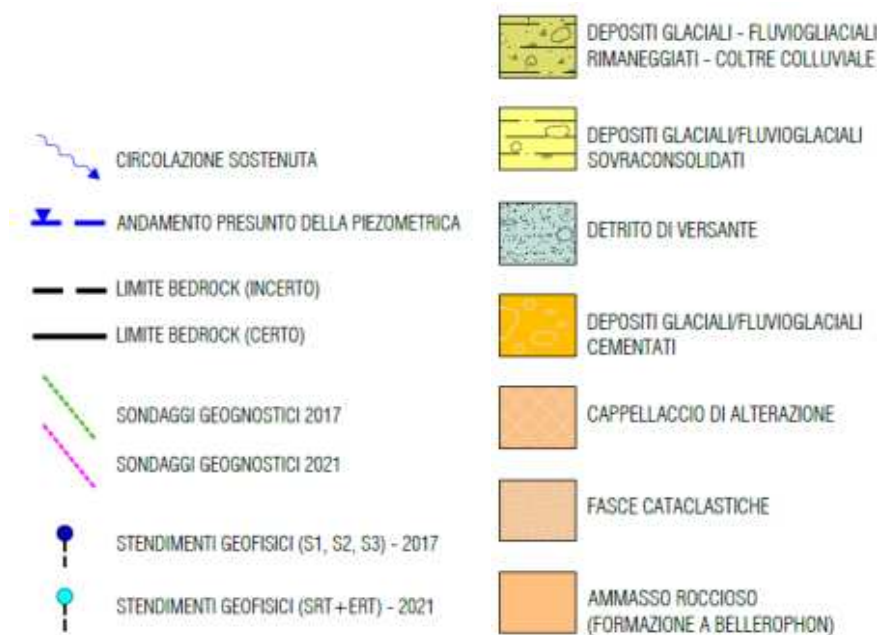 CIRCOLAZIONE SOSTENUTA
ANDAMENTO PRESUNTO DELLA PIEZOMETRICA
LIMITE BEDROCK (INCERTO)
LIMITE BEDROCK (CERTO)
SONDAGGI GEOGNOSTICI 2017
SONDAGGI GEOGNOSTICI 2021
STENDIMENTI GEOFISICI (S1, S2, S3) - 2017
STENDIMENTI GEOFISICI (SRT+ERT) - 2021
DEPOSITI GLACIALI - FLUVIOGLIACIALI
RIMANEGGIATI - COLTRE COLLUVIALE
DEPOSITI GLACIALI/FLUVIOGLACIALI
SOVRACONSOLIDATI
DETRITO DI VERSANTE
DEPOSITI GLACIALI/FLUVIOGLACIALI
CEMENTATI
CAPPELLACCIO DI ALTERAZIONE
FASCE CATACLASTICHE
AMMASSO ROCCIOSO
(FORMAZIONE A BELLEROPHON)